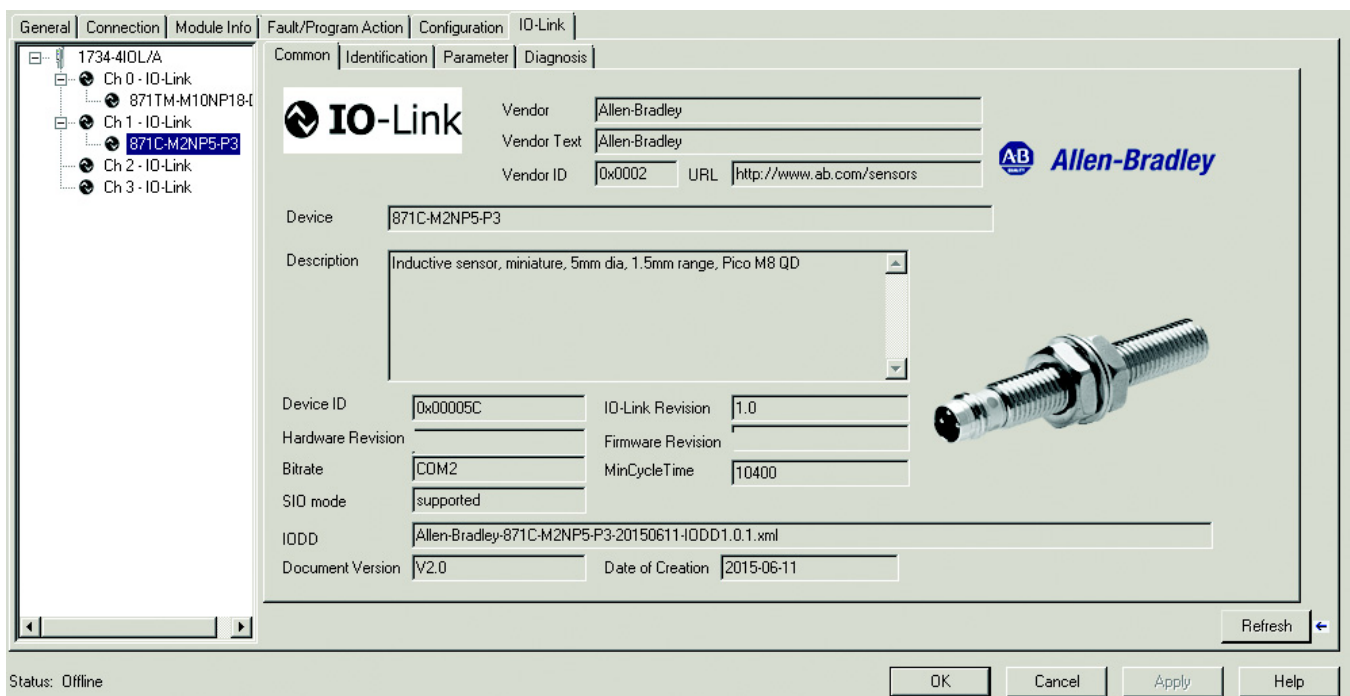 General Connection Module Info Fault/Program Action Configuration IO-Link
1734-4IOL/A
Ch 0 - IO-Link
871TM-M10NP18-
Ch 1 - IO-Link
871C-M2NP5-P3
Ch 2 - IO-Link
Ch 3 - IO-Link
Common Identification Parameter Diagnosis
IO-Link
Vendor Allen-Bradley
Vendor Text Allen-Bradley
Vendor ID 0x0002 URL http://www.ab.com/sensors
AB Allen-Bradley
Device 871C-M2NP5-P3
Description Inductive sensor, miniature, 5mm dia, 1.5mm range, Pico M8 QD
Device ID 0x00005C IO-Link Revision 1.0
Hardware Revision Firmware Revision
Bitrate COM2 MinCycleTime 10400
SIO mode supported
IODD Allen-Bradley-871C-M2NP5-P3-20150611-IODD1.0.1.xml
Document Version V2.0 Date of Creation 2015-06-11
Refresh
Status: Offline OK Cancel Apply Help